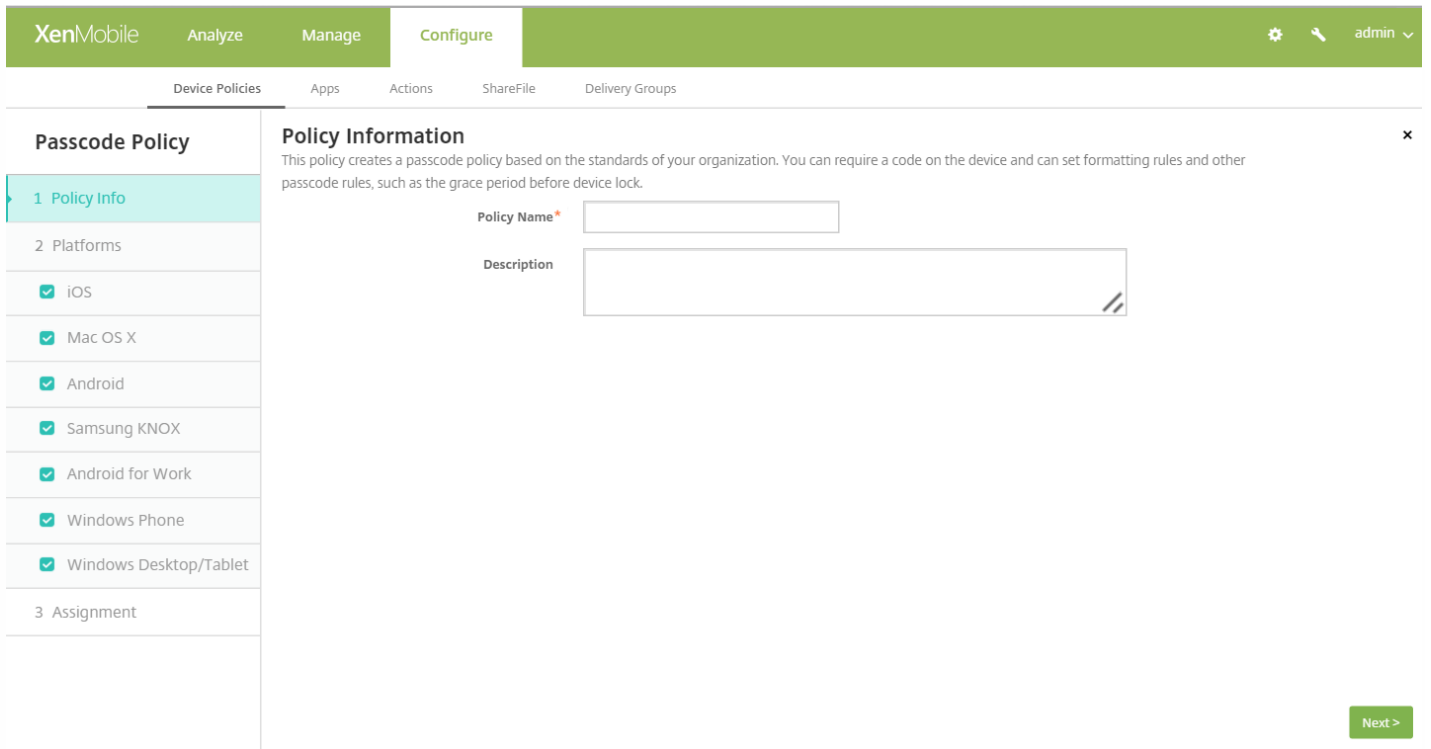 XenMobile Analyze Manage Configure admin
Device Policies Apps Actions ShareFile Delivery Groups
Passcode Policy
1 Policy Info
2 Platforms
iOS
Mac OS X
Android
Samsung KNOX
Android for Work
Windows Phone
Windows Desktop/Tablet
3 Assignment
Policy Information
This policy creates a passcode policy based on the standards of your organization. You can require a code on the device and can set formatting rules and other
passcode rules, such as the grace period before device lock.
Policy Name*
Description
Next >